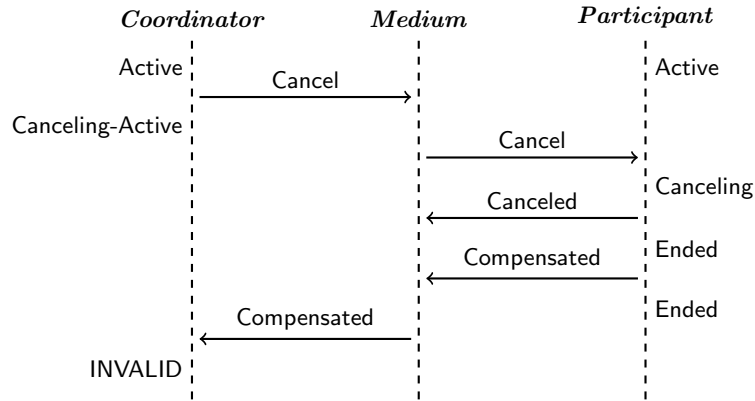 Coordinator Medium Participant
Active Active
Cancel
Canceling-Active
Cancel
Canceling
Canceled
Ended
Compensated
Ended
Compensated
INVALID